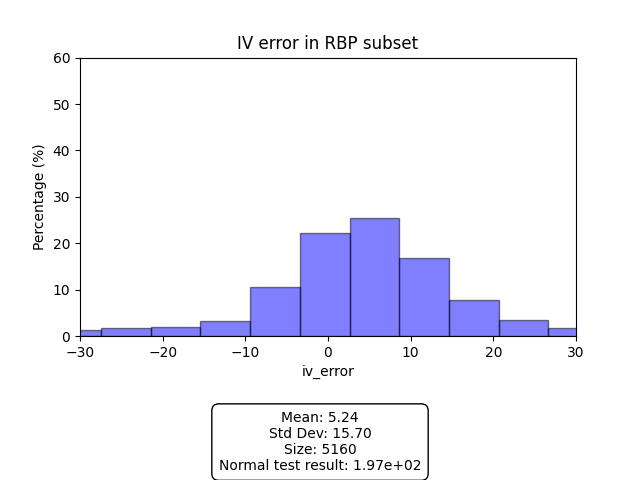 IV error in RBP subset
60
50
40
30
20
10
0
Percentage (%)
−30
−20
−10
0
10
20
30
iv_error
Mean: 5.24
Std Dev: 15.70
Size: 5160
Normal test result: 1.97e+02